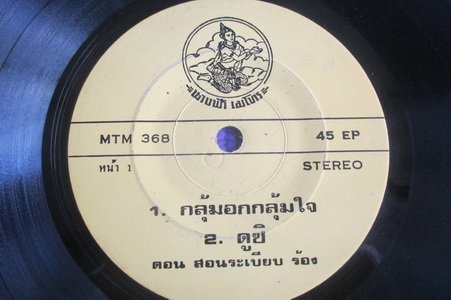 นางฟ้า เมโทร
MTM 368 45 EP
หน้า 1 STEREO
1. กลุ้มอกกลุ้มใจ
2. ดูซิ
ตอน สอนระเบียบ ร้อง